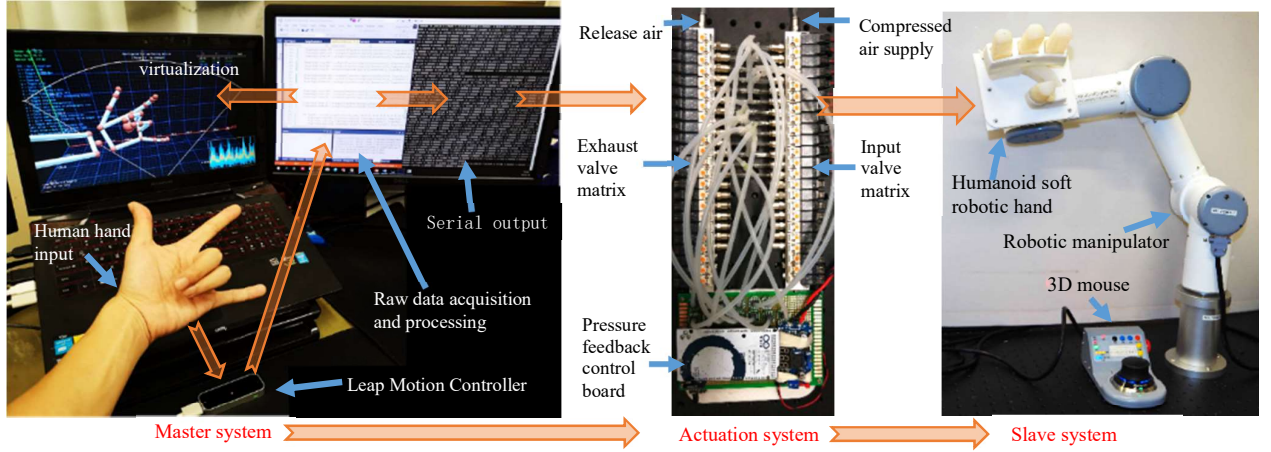 virtualization
Serial output
Human hand
input
Raw data acquisition
and processing
Leap Motion Controller
Master system
Release air
Compressed
air supply
Exhaust
valve
matrix
Input
valve
matrix
Pressure
feedback
control
board
Actuation system
Humanoid soft
robotic hand
Robotic manipulator
3D mouse
Slave system